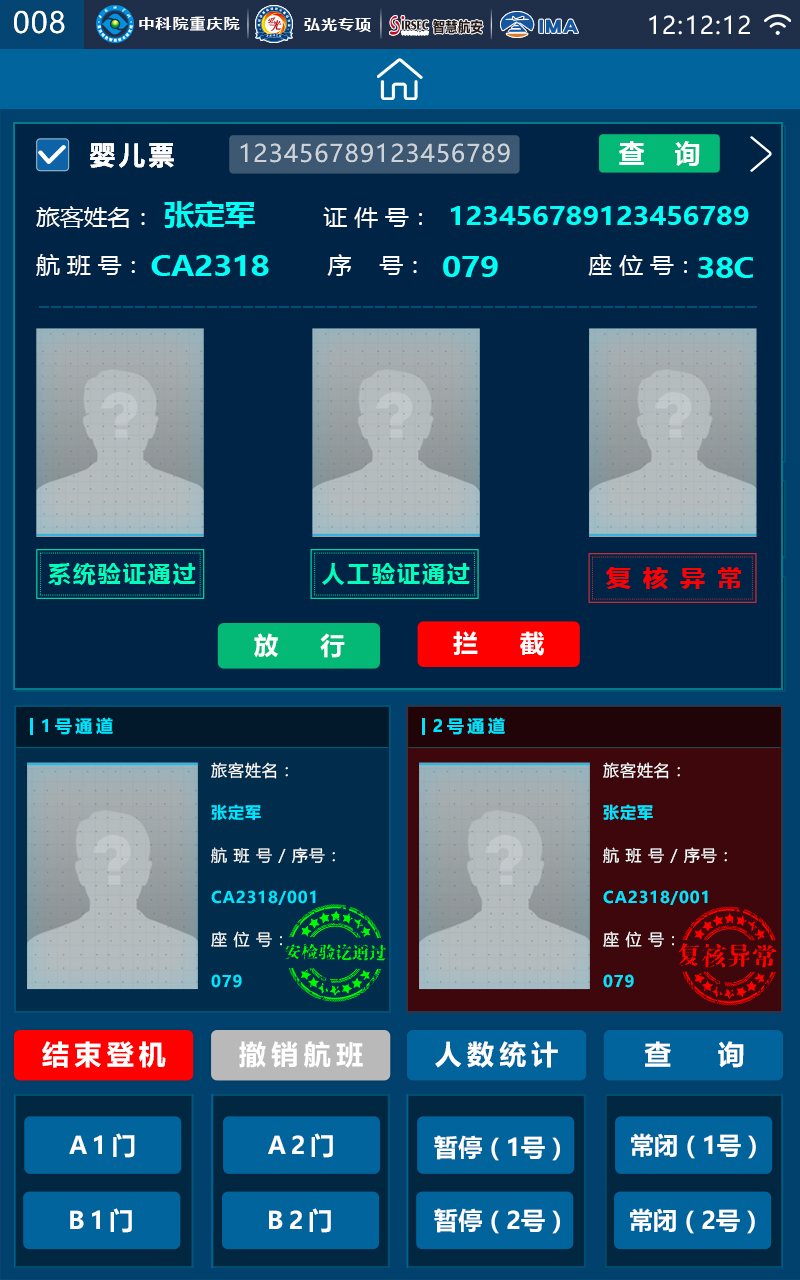 008 中科院重庆院 弘光专项 SiRSEC 智慧航安 IMA 12:12:12
婴儿票 123456789123456789 查 询
旅客姓名： 张定军 证件号： 123456789123456789
航班号： CA2318 序 号： 079 座位号：38C
? ? ?
系统验证通过 人工验证通过 复核异常
放 行 拦 截
1号通道
?
旅客姓名：
张定军
航班号/序号：
CA2318/001
座位号：
079
安检验讫通过
2号通道
?
旅客姓名：
张定军
航班号/序号：
CA2318/001
座位号：
079
复核异常
结束登机 撤销航班 人数统计 查 询
A1门 A2门 暂停（1号） 常闭（1号）
B1门 B2门 暂停（2号） 常闭（2号）